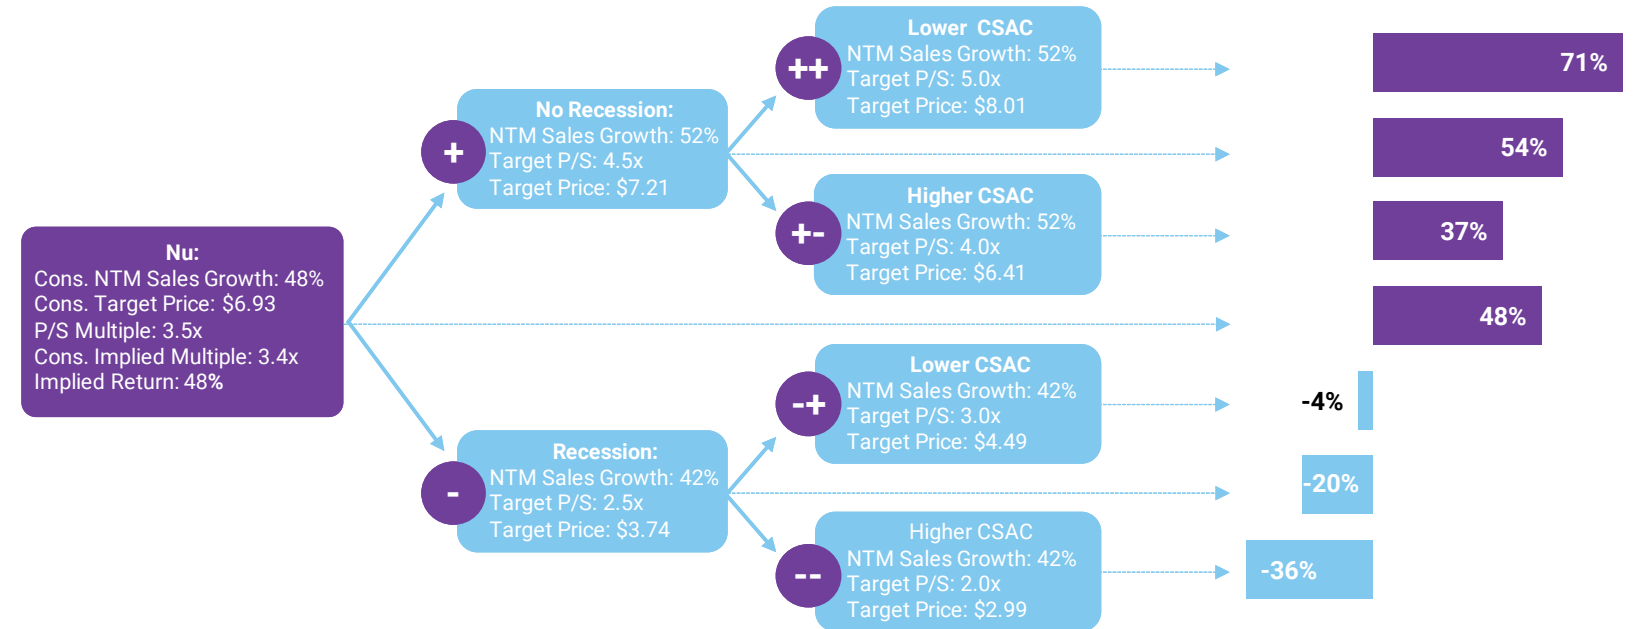 Nu:
Cons. NTM Sales Growth: 48%
Cons. Target Price: $6.93
P/S Multiple: 3.5x
Cons. Implied Multiple: 3.4x
Implied Return: 48%
+
No Recession:
NTM Sales Growth: 52%
Target P/S: 4.5x
Target Price: $7.21
-
Recession:
NTM Sales Growth: 42%
Target P/S: 2.5x
Target Price: $3.74
++
Lower CSAC
NTM Sales Growth: 52%
Target P/S: 5.0x
Target Price: $8.01
+-
Higher CSAC
NTM Sales Growth: 52%
Target P/S: 4.0x
Target Price: $6.41
-+
Lower CSAC
NTM Sales Growth: 42%
Target P/S: 3.0x
Target Price: $4.49
--
Higher CSAC
NTM Sales Growth: 42%
Target P/S: 2.0x
Target Price: $2.99
71%
54%
37%
48%
-4%
-20%
-36%